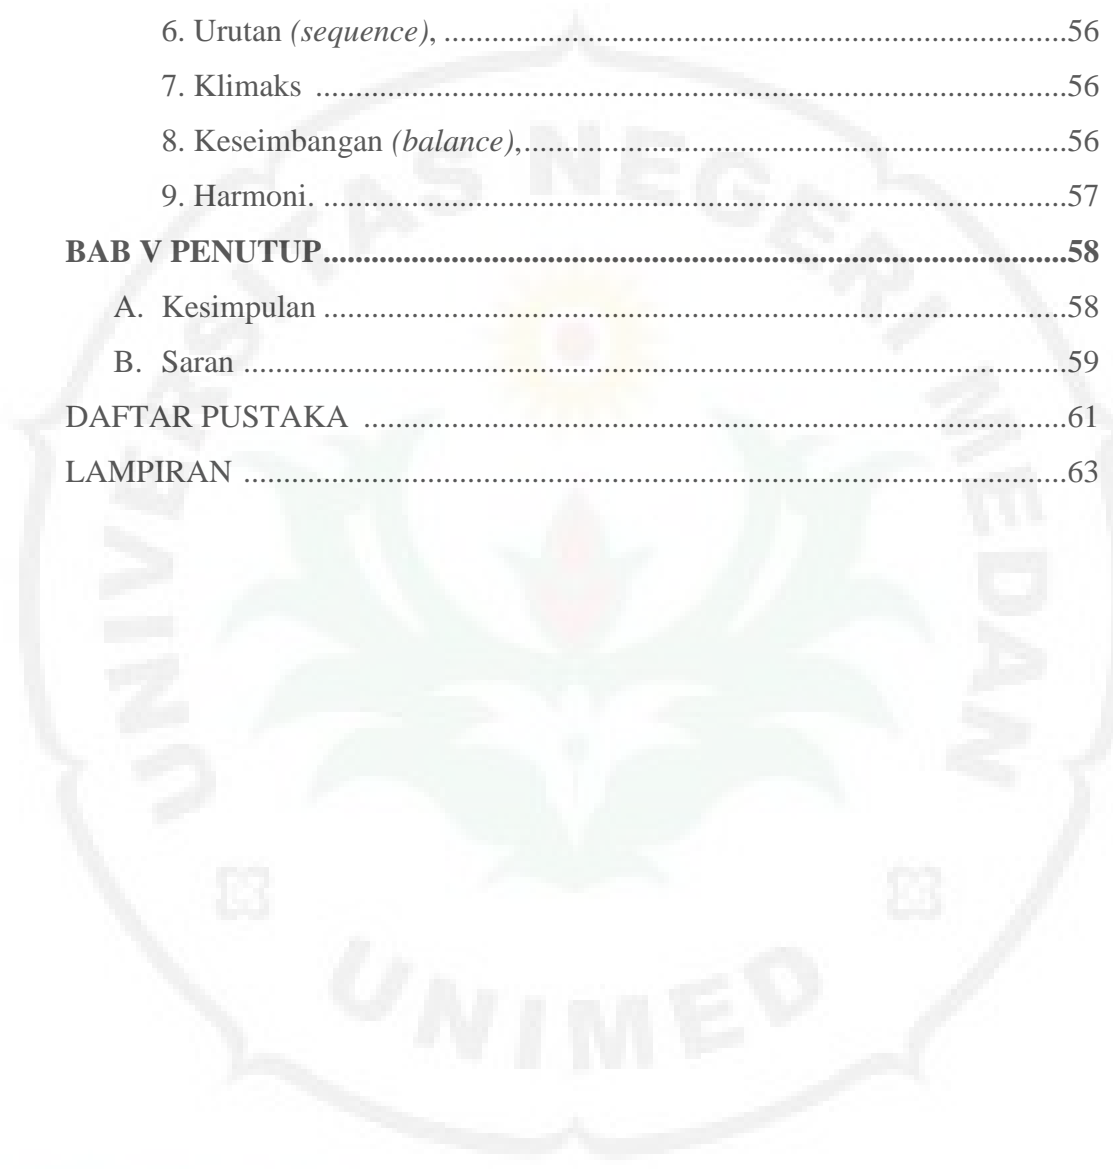 6. Urutan (sequence), ..............................................................................56
7. Klimaks ..............................................................................................56
8. Keseimbangan (balance),....................................................................56
9. Harmoni. .............................................................................................57
BAB V PENUTUP............................................................................................58
A. Kesimpulan .............................................................................................58
B. Saran .......................................................................................................59
DAFTAR PUSTAKA .......................................................................................61
LAMPIRAN ......................................................................................................63
UNIVERSITAS NEGERI MEDAN
UNIMED